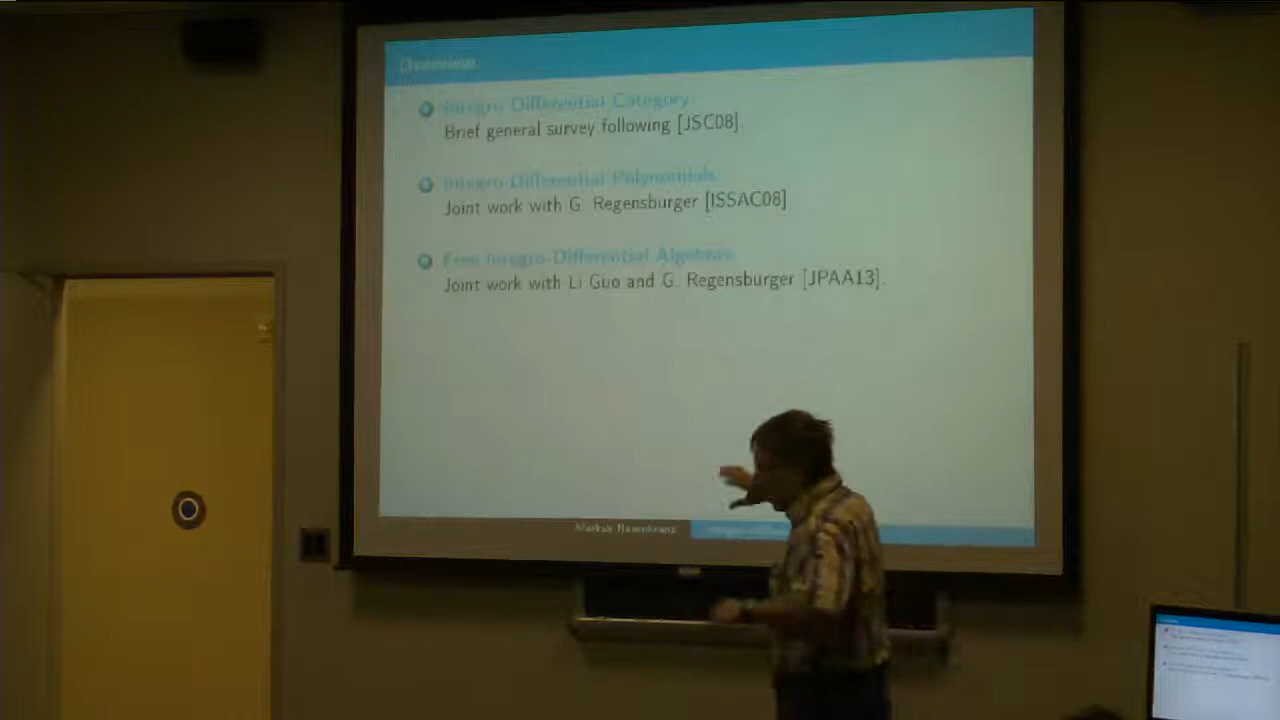 Overview
Integro-Differential Category
Brief general survey following [JSC08].
Integro-Differential Polynomials
Joint work with G. Regensburger [ISSAC08]
Free Integro-Differential Algebras
Joint work with Li Guo and G. Regensburger [JPAA13].
Markus Rosenkranz